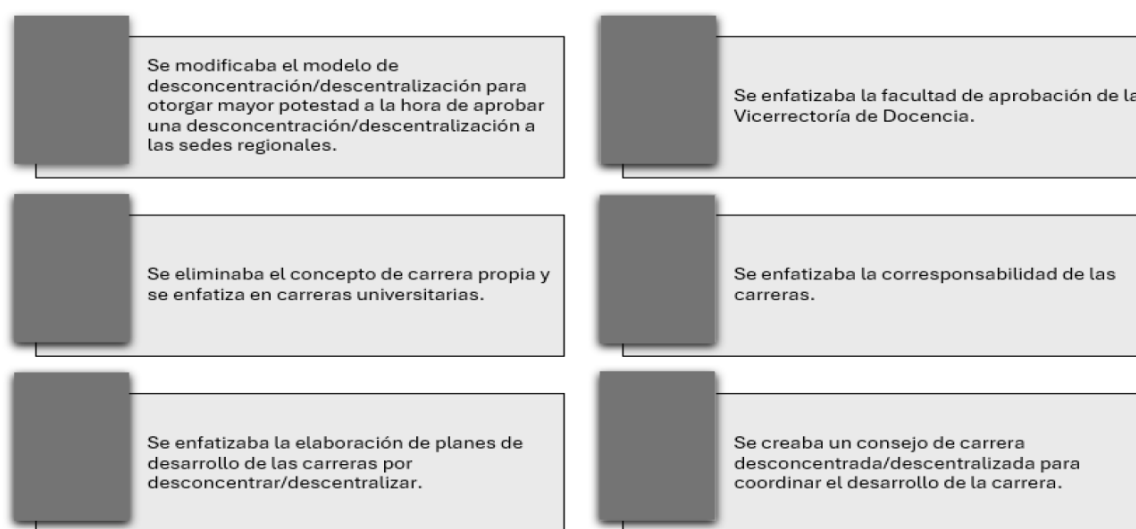 Se modificaba el modelo de
desconcentración/descentralización para
otorgar mayor potestad a la hora de aprobar
una desconcentración/descentralización a
las sedes regionales.
Se enfatizaba la facultad de aprobación de la
Vicerrectoría de Docencia.
Se eliminaba el concepto de carrera propia y
se enfatiza en carreras universitarias.
Se enfatizaba la corresponsabilidad de las
carreras.
Se enfatizaba la elaboración de planes de
desarrollo de las carreras por
desconcentrar/descentralizar.
Se creaba un consejo de carrera
desconcentrada/descentralizada para
coordinar el desarrollo de la carrera.